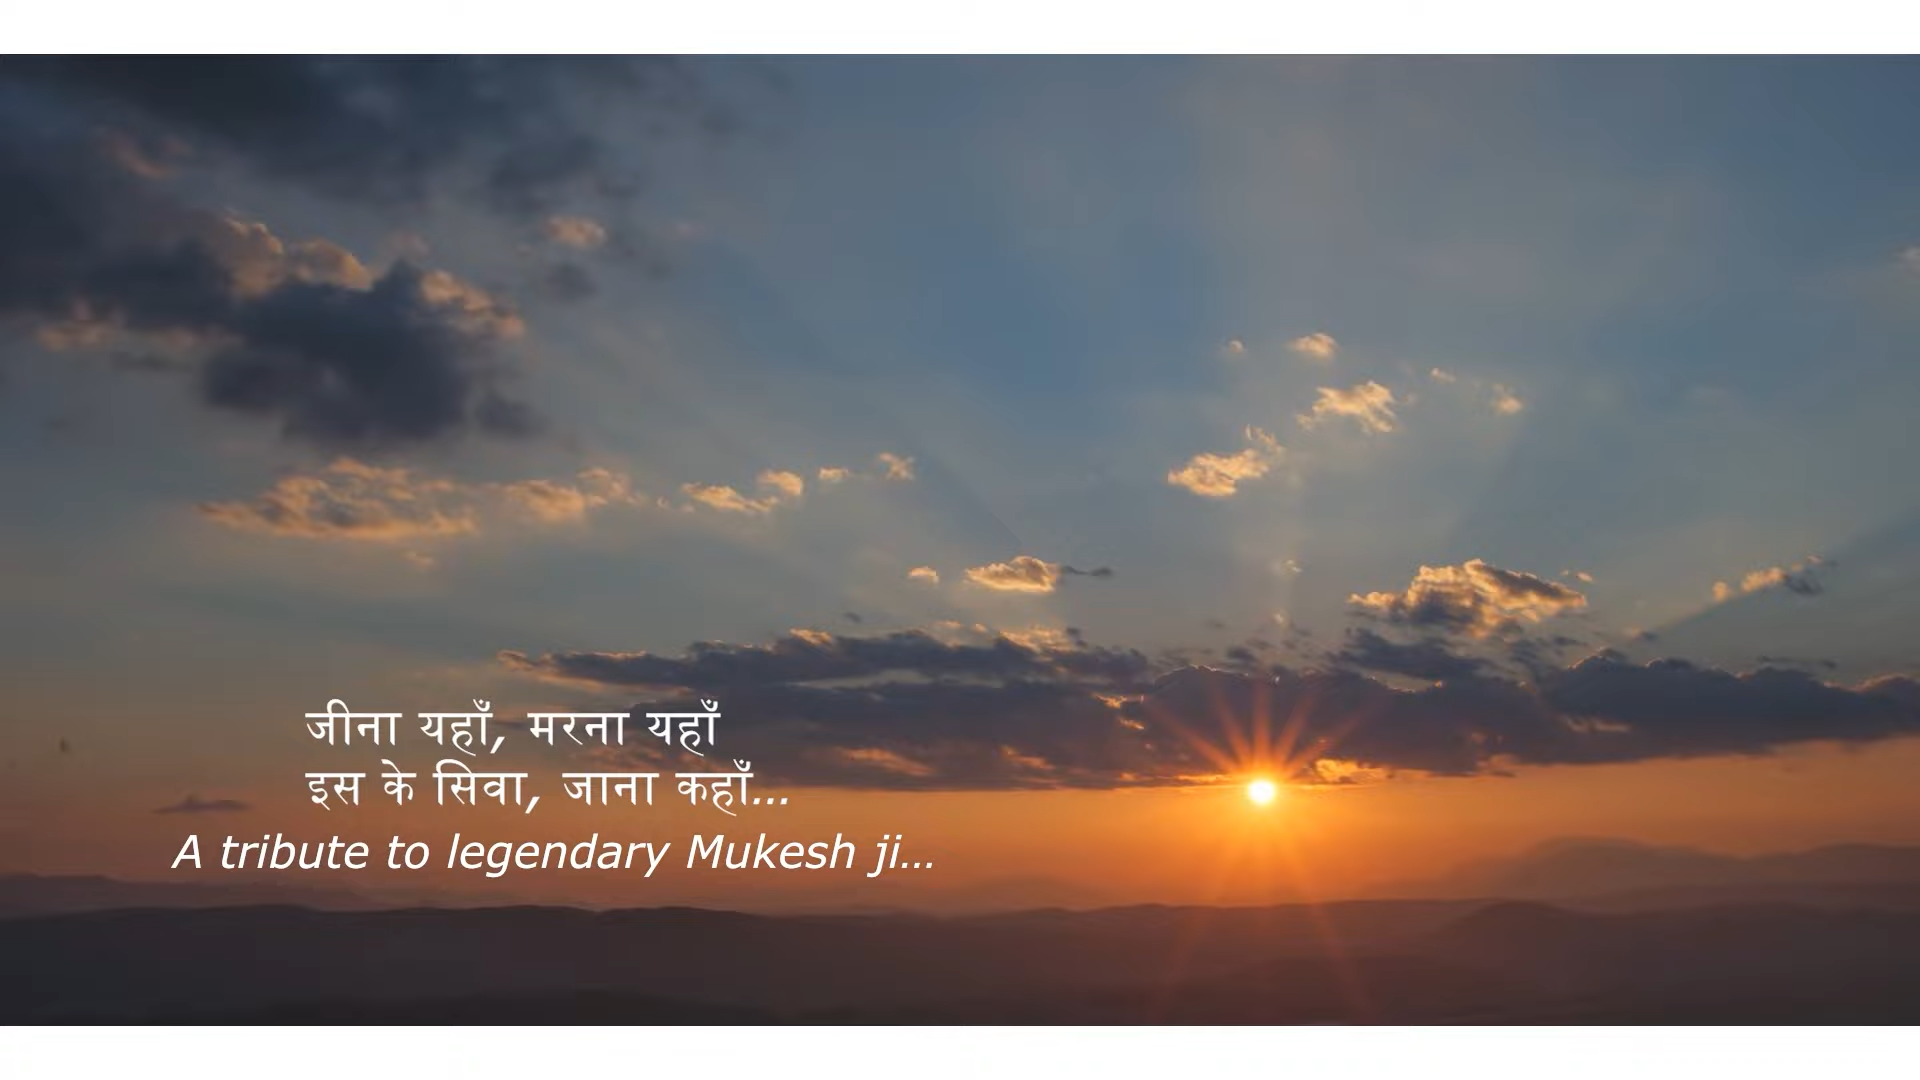 जीना यहाँ, मरना यहाँ
इस के सिवा, जाना कहाँ...
A tribute to legendary Mukesh ji...